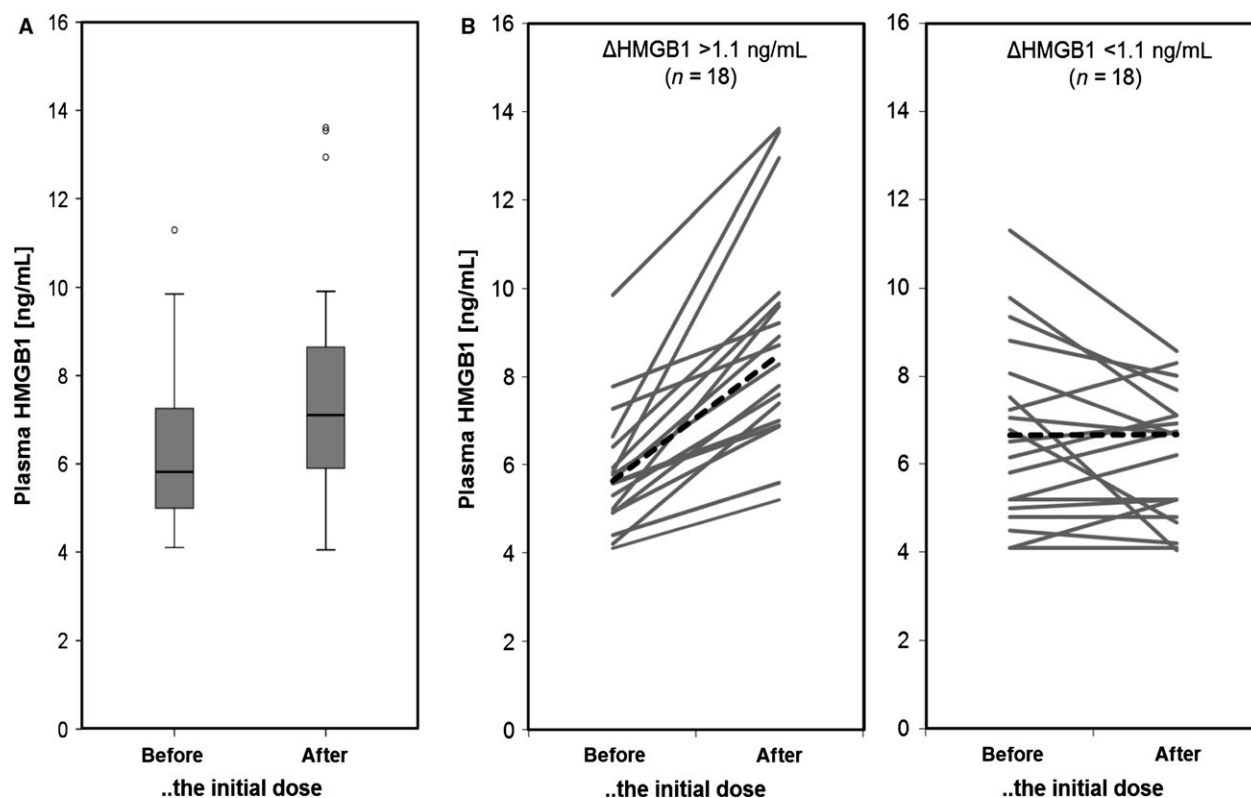 A
Plasma HMGB1 [ng/mL]
16
14
12
10
8
6
4
2
0
Before After
..the initial dose
B
Plasma HMGB1 [ng/mL]
16
14
12
10
8
6
4
2
0
ΔHMGB1 >1.1 ng/mL
(n = 18)
Before After
..the initial dose
16
14
12
10
8
6
4
2
0
ΔHMGB1 <1.1 ng/mL
(n = 18)
Before After
..the initial dose